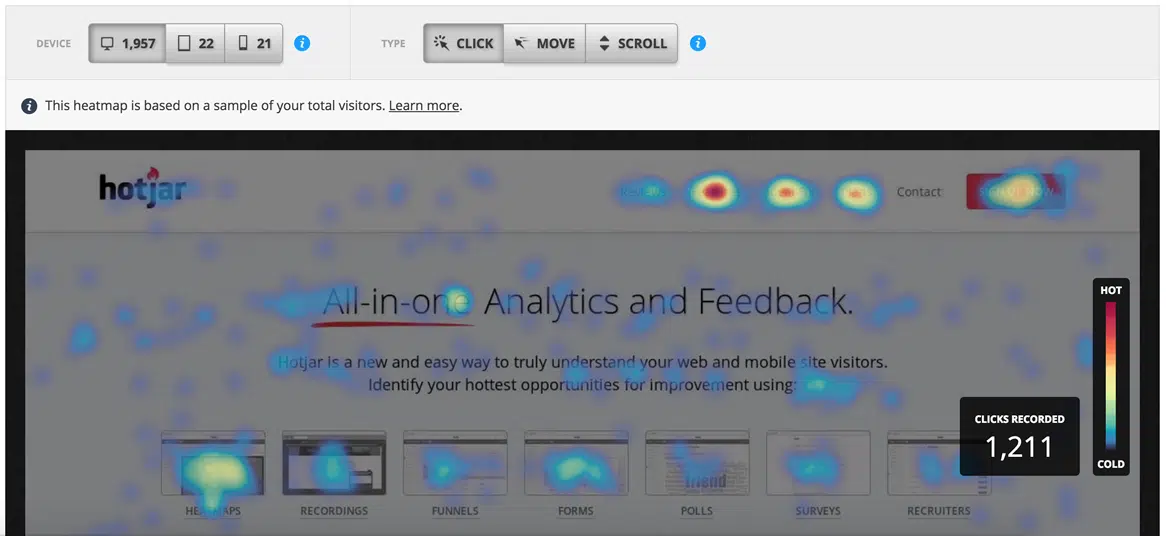 DEVICE 1,957 22 21 TYPE CLICK MOVE SCROLL
This heatmap is based on a sample of your total visitors. Learn more.
hotjar Contact SIGN UP NOW
HOT
All-in-one Analytics and Feedback.
Hotjar is a new and easy way to truly understand your web and mobile site visitors.
Identify your hottest opportunities for improvement using:
CLICKS RECORDED
1,211
COLD
HEATMAPS RECORDINGS FUNNELS FORMS POLLS SURVEYS RECRUITERS